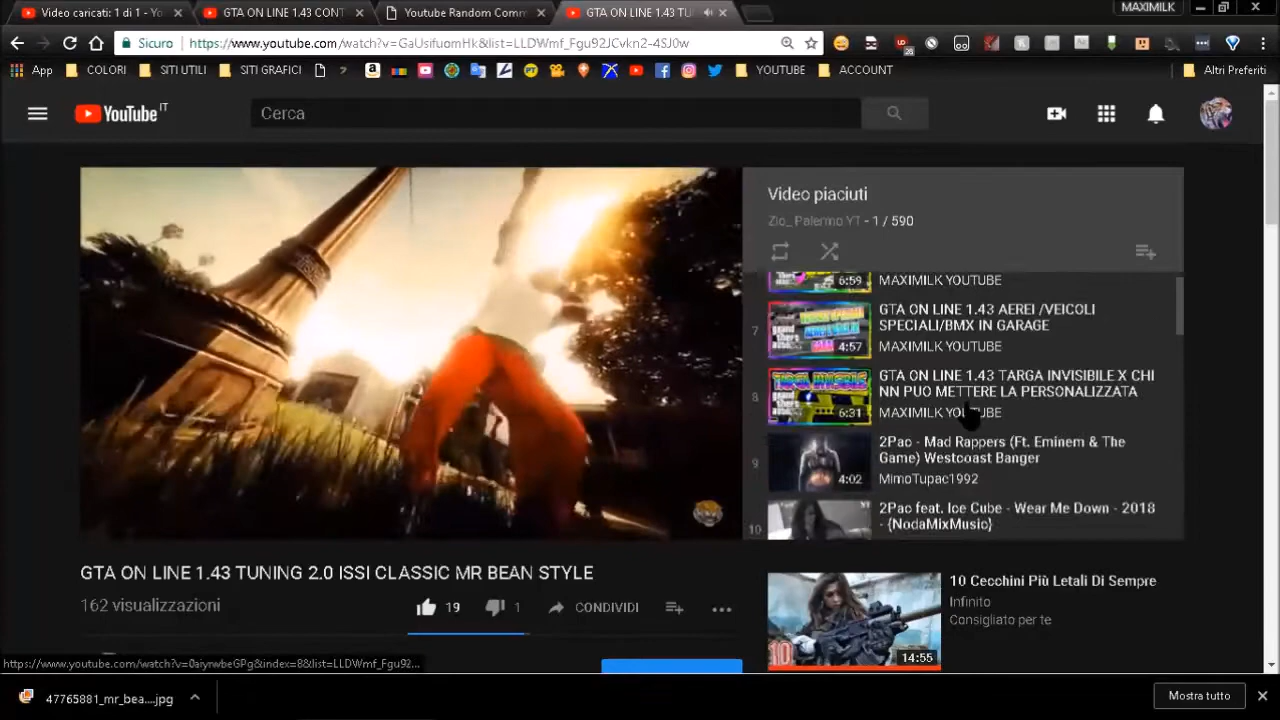 MAXIMILK
Video caricati: 1 di 1 - Yo
GTA ON LINE 1.43 CONT
Youtube Random Comm
GTA ON LINE 1.43 TU
Sicuro
https://www.youtube.com/watch?v=GaUsifuomHk&list=LLDWmf_Fgu92JCvkn2-4SJ0w
App
COLORI
SITI UTILI
SITI GRAFICI
YOUTUBE
ACCOUNT
Altri Preferiti
YouTube IT
Cerca
Video piaciuti
Zio_Palermo YT - 1 / 590
6:59
MAXIMILK YOUTUBE
7
4:57
GTA ON LINE 1.43 AEREI /VEICOLI
SPECIALI/BMX IN GARAGE
MAXIMILK YOUTUBE
8
6:31
GTA ON LINE 1.43 TARGA INVISIBILE X CHI
NN PUO METTERE LA PERSONALIZZATA
MAXIMILK YOUTUBE
9
4:02
2Pac - Mad Rappers (Ft. Eminem & The
Game) Westcoast Banger
MimoTupac1992
10
2Pac feat. Ice Cube - Wear Me Down - 2018
- {NodaMixMusic}
GTA ON LINE 1.43 TUNING 2.0 ISSI CLASSIC MR BEAN STYLE
162 visualizzazioni
19
1
CONDIVIDI
10
14:55
10 Cecchini Più Letali Di Sempre
Infinito
Consigliato per te
https://www.youtube.com/watch?v=0aiyrwbeGPg&index=8&list=LLDWmf_Fgu92...
47765881_mr_bea....jpg
Mostra tutto